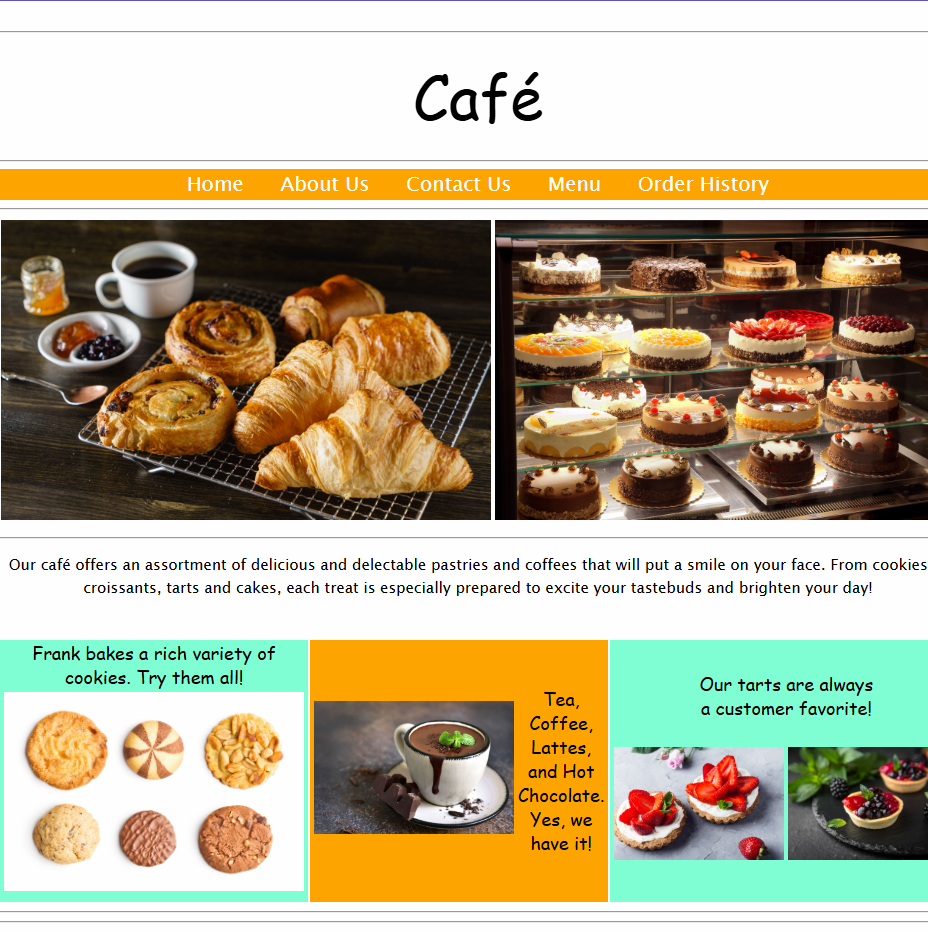 Café
Home About Us Contact Us Menu Order History
Our café offers an assortment of delicious and delectable pastries and coffees that will put a smile on your face. From cookies
croissants, tarts and cakes, each treat is especially prepared to excite your tastebuds and brighten your day!
Frank bakes a rich variety of
cookies. Try them all!
Tea,
Coffee,
Lattes,
and Hot
Chocolate.
Yes, we
have it!
Our tarts are always
a customer favorite!